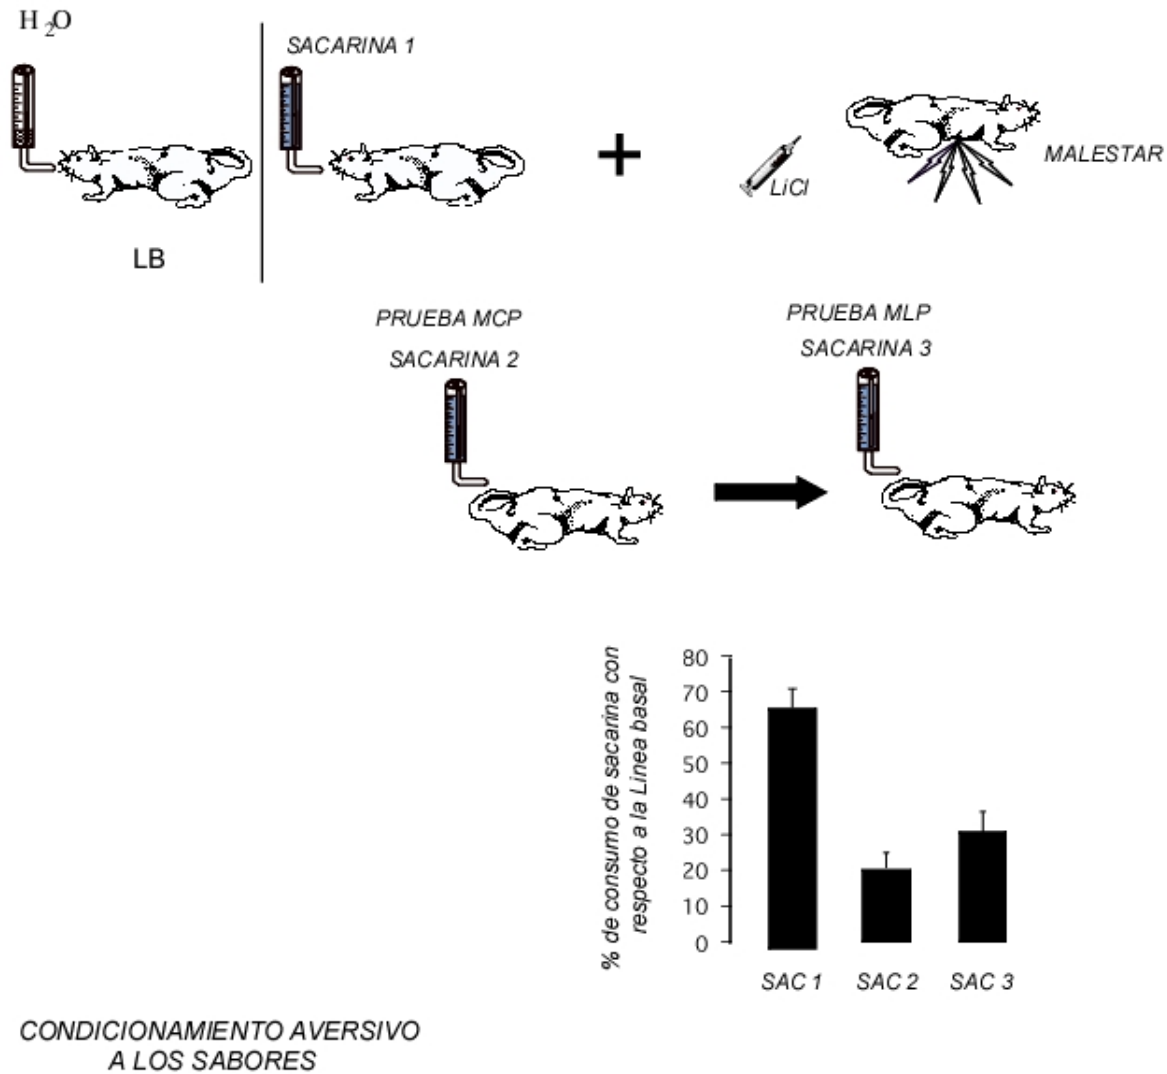 H2O
SACARINA 1
LiCl
MALESTAR
LB
PRUEBA MCP
SACARINA 2
PRUEBA MLP
SACARINA 3
% de consumo de sacarina con
respecto a la Linea basal
80
70
60
50
40
30
20
10
0
SAC 1 SAC 2 SAC 3
CONDICIONAMIENTO AVERSIVO
A LOS SABORES